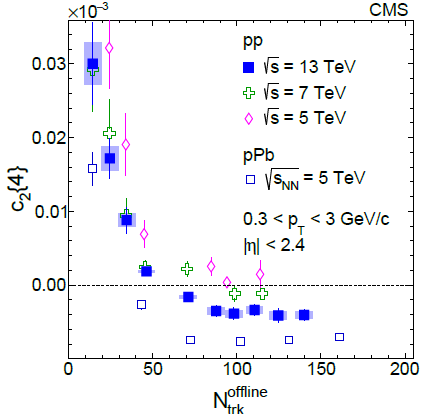 ×10⁻³ CMS
0.03
0.02
0.01
0.00
c₂{4}
pp
√s = 13 TeV
√s = 7 TeV
√s = 5 TeV
pPb
√s_NN = 5 TeV
0.3 < p_T < 3 GeV/c
|η| < 2.4
0 50 100 150 200
N_trk^offline